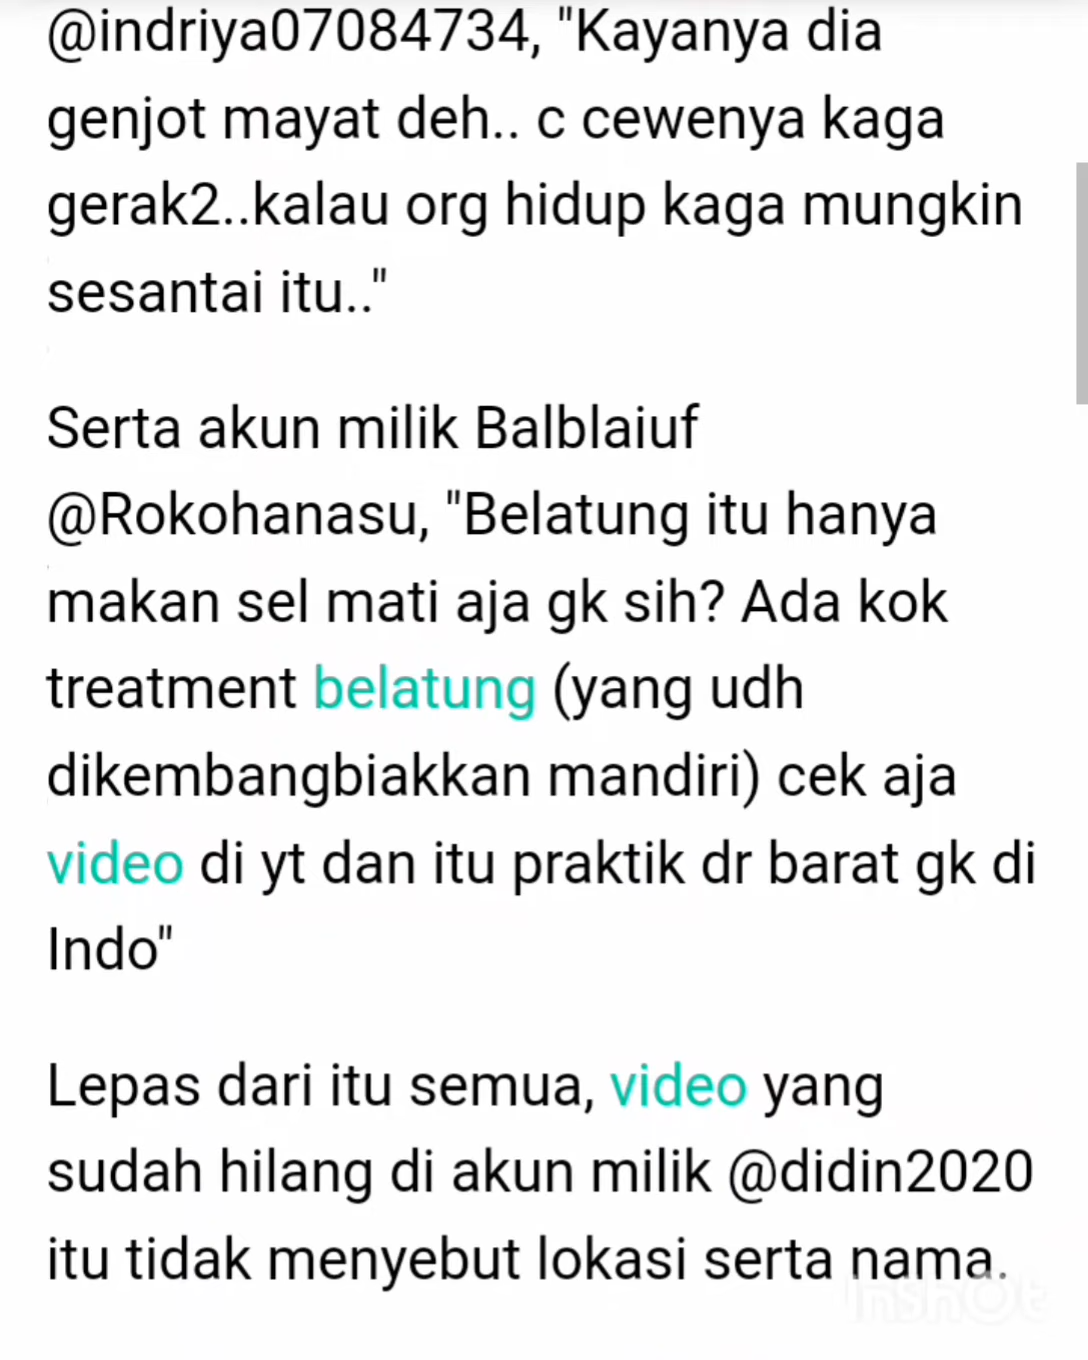 @indriya07084734, "Kayanya dia
genjot mayat deh.. c cewenya kaga
gerak2..kalau org hidup kaga mungkin
sesantai itu.."
Serta akun milik Balblaiuf
@Rokohanasu, "Belatung itu hanya
makan sel mati aja gk sih? Ada kok
treatment belatung (yang udh
dikembangbiakkan mandiri) cek aja
video di yt dan itu praktik dr barat gk di
Indo"
Lepas dari itu semua, video yang
sudah hilang di akun milik @didin2020
itu tidak menyebut lokasi serta nama.
InShOt